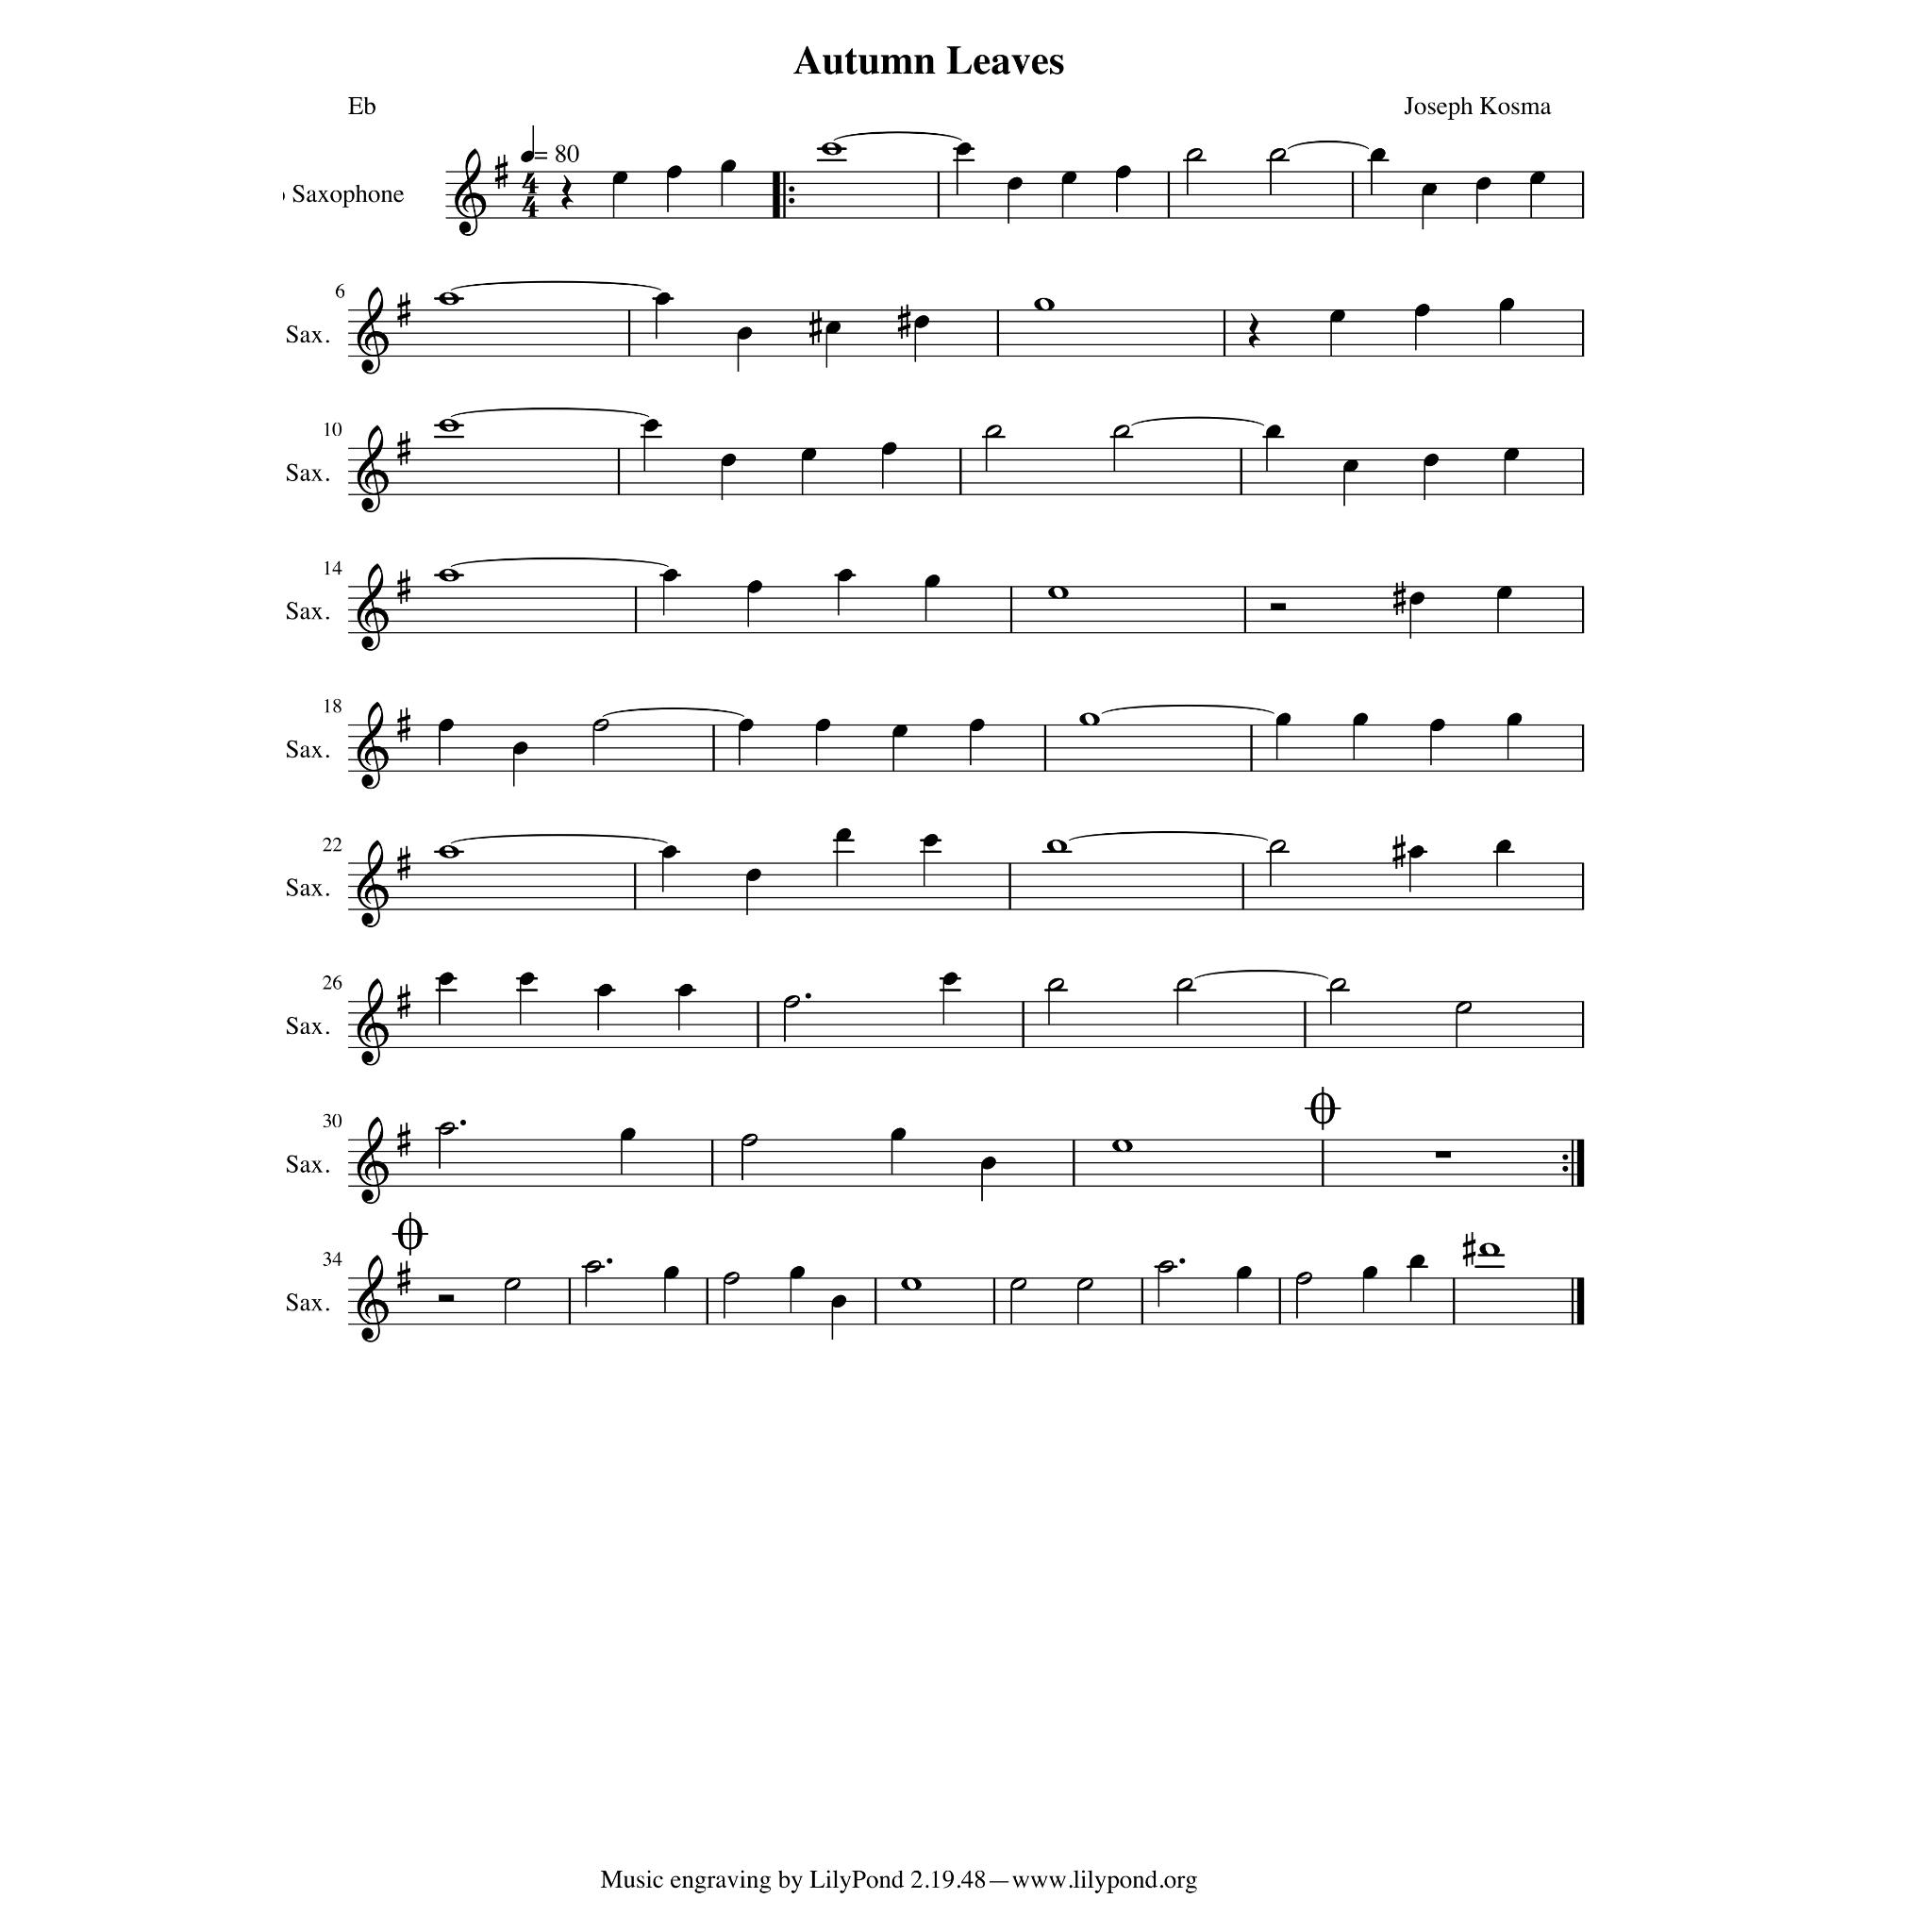 Autumn Leaves
Eb
Joseph Kosma
= 80
Saxophone
4
4
6
Sax.
10
Sax.
14
Sax.
18
Sax.
22
Sax.
26
Sax.
30
Sax.
34
Sax.
Music engraving by LilyPond 2.19.48—www.lilypond.org